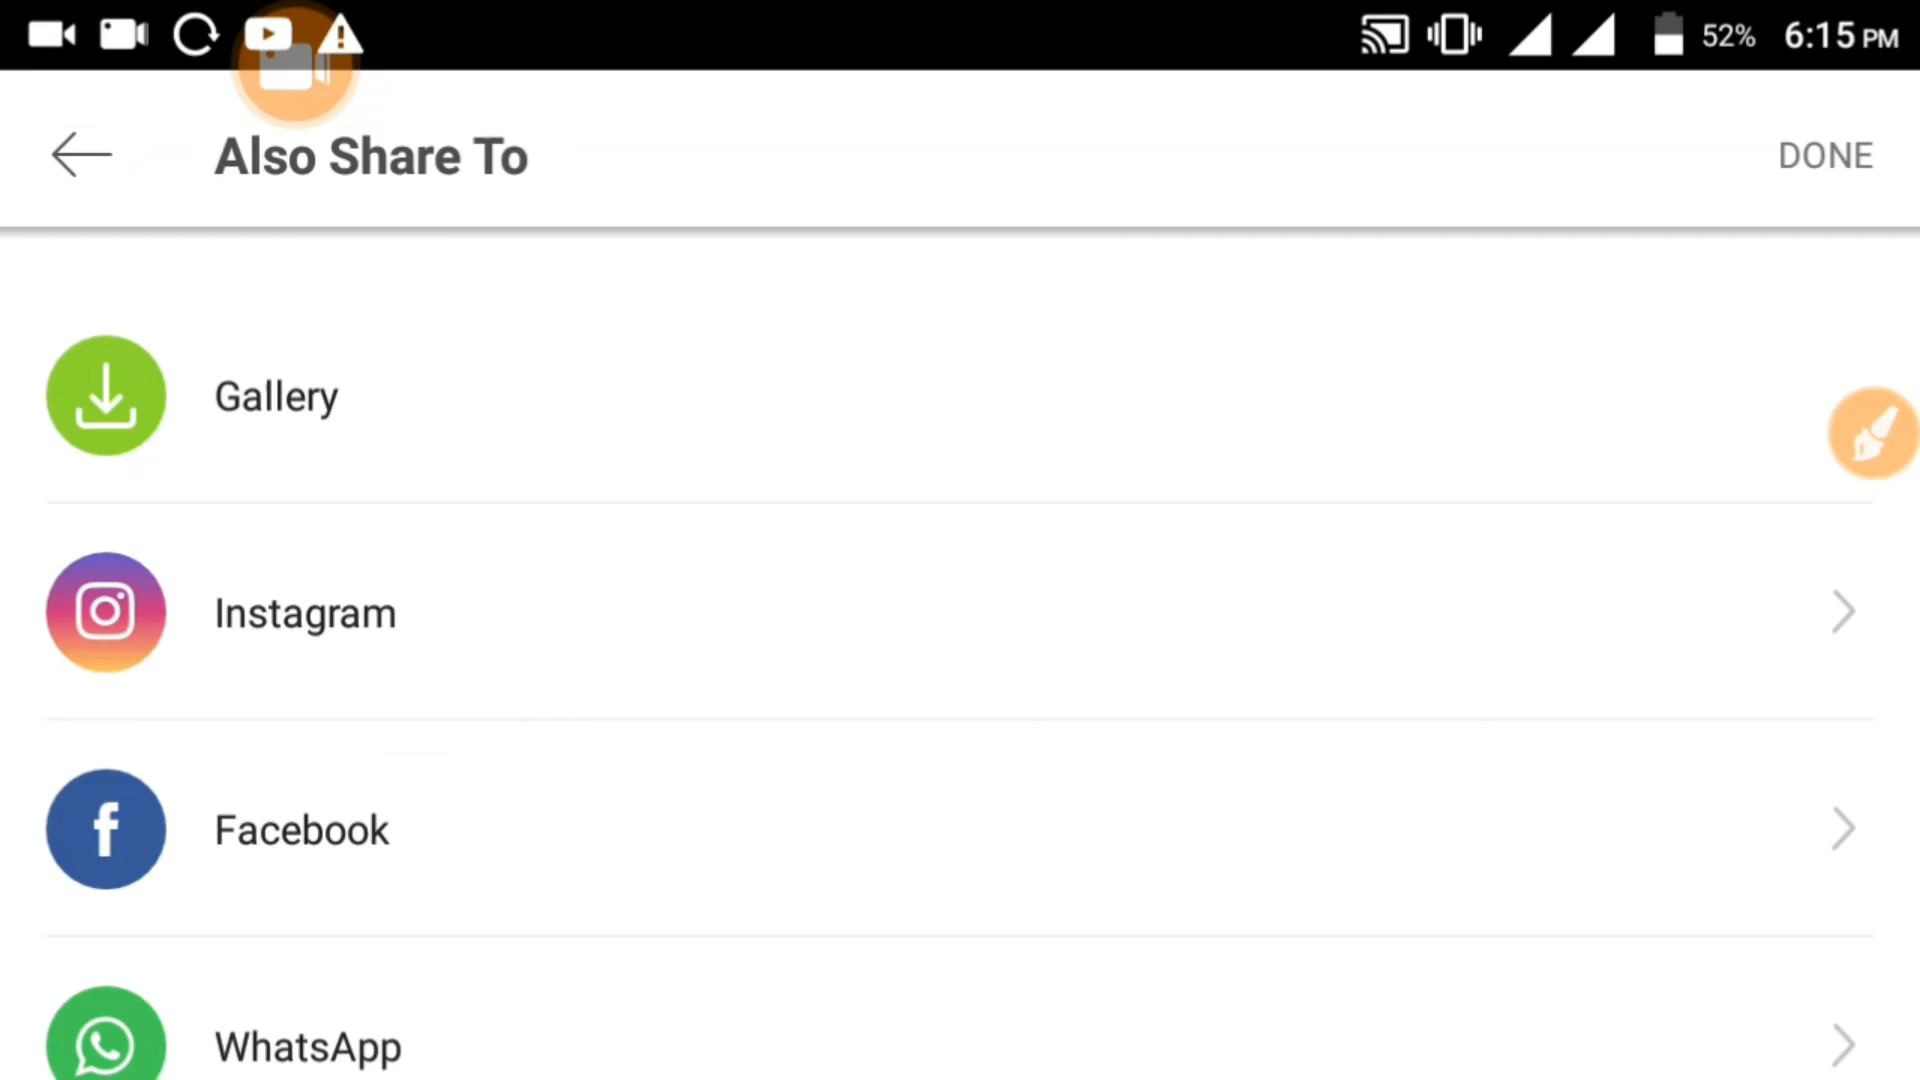 52% 6:15 PM
Also Share To
DONE
Gallery
Instagram
Facebook
WhatsApp